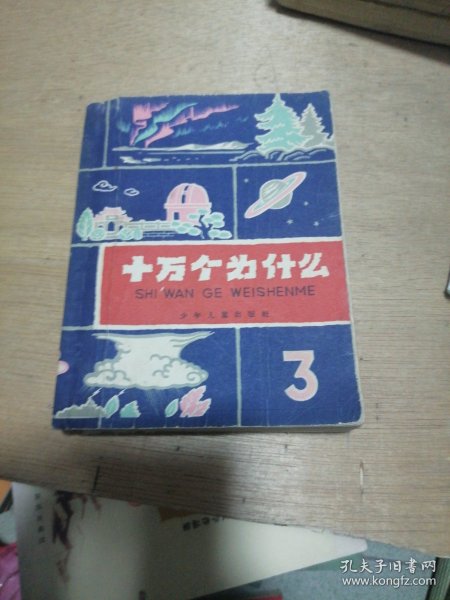 十万个为什么
SHI WAN GE WEISHENME
少年儿童出版社
3
孔夫子旧书网
www.kongfz.com